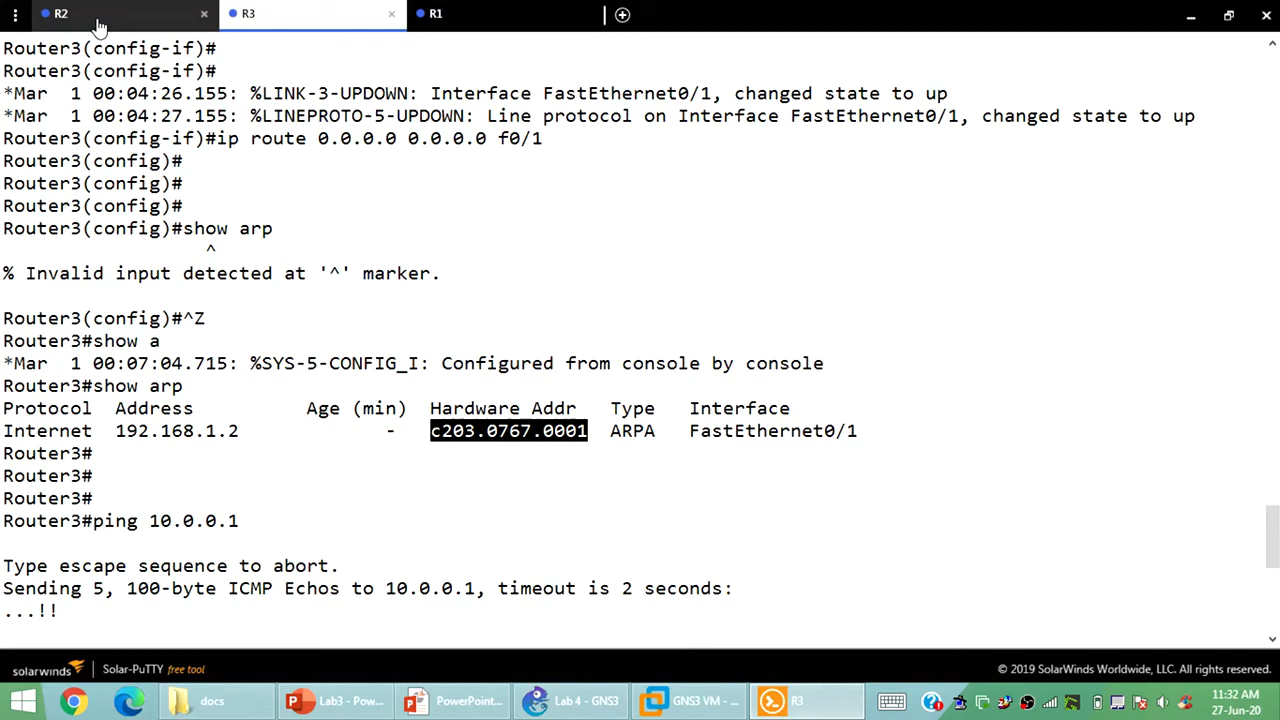 R2
R3
R1
Router3(config-if)#
Router3(config-if)#
*Mar  1 00:04:26.155: %LINK-3-UPDOWN: Interface FastEthernet0/1, changed state to up
*Mar  1 00:04:27.155: %LINEPROTO-5-UPDOWN: Line protocol on Interface FastEthernet0/1, changed state to up
Router3(config-if)#ip route 0.0.0.0 0.0.0.0 f0/1
Router3(config)#
Router3(config)#
Router3(config)#
Router3(config)#show arp
^
% Invalid input detected at '^' marker.
Router3(config)#^Z
Router3#show a
*Mar  1 00:07:04.715: %SYS-5-CONFIG_I: Configured from console by console
Router3#show arp
Protocol  Address          Age (min)  Hardware Addr   Type   Interface
Internet  192.168.1.2             -   c203.0767.0001  ARPA   FastEthernet0/1
Router3#
Router3#
Router3#
Router3#ping 10.0.0.1
Type escape sequence to abort.
Sending 5, 100-byte ICMP Echos to 10.0.0.1, timeout is 2 seconds:
...!!
solarwinds Solar-PuTTY free tool © 2019 SolarWinds Worldwide, LLC. All rights reserved.
docs
Lab3 - Pow...
PowerPoint...
Lab 4 - GNS3
GNS3 VM - ...
R3
11:32 AM
27-Jun-20